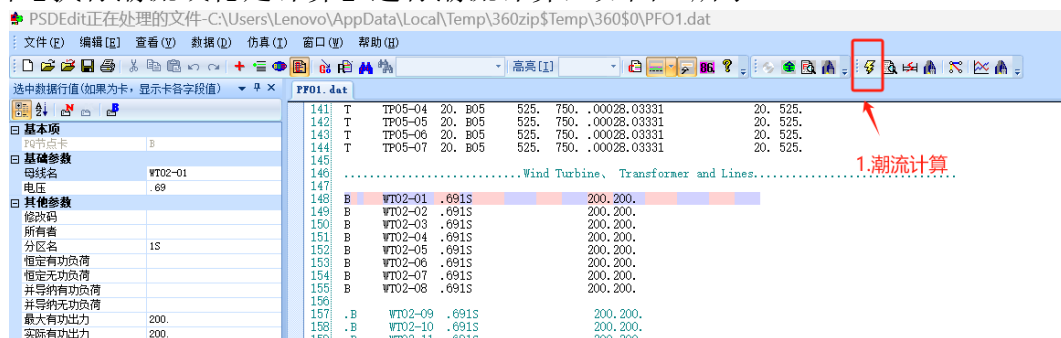 PSDEdit正在处理的文件-C:\Users\Lenovo\AppData\Local\Temp\360zip$Temp\360$0\PFO1.dat
文件(F) 编辑[E] 查看(V) 数据(D) 仿真(I) 窗口(W) 帮助(H)
高亮[I]
选中数据行值(如果为卡，显示卡各字段值)
PFO1.dat
基本项
PQ节点卡 B
基础参数
母线名 WT02-01
电压 .69
其他参数
修改码
所有者
分区名 1S
恒定有功负荷
恒定无功负荷
并导纳有功负荷
并导纳无功负荷
最大有功出力 200.
实际有功出力 200.
141 T TP05-04 20. B05 525. 750. .00028.03331 20. 525.
142 T TP05-05 20. B05 525. 750. .00028.03331 20. 525.
143 T TP05-06 20. B05 525. 750. .00028.03331 20. 525.
144 T TP05-07 20. B05 525. 750. .00028.03331 20. 525.
145
146 ...........................Wind Turbine、 Transformer and Lines...............................
147
148 B WT02-01 .691S 200.200.
149 B WT02-02 .691S 200.200.
150 B WT02-03 .691S 200.200.
151 B WT02-04 .691S 200.200.
152 B WT02-05 .691S 200.200.
153 B WT02-06 .691S 200.200.
154 B WT02-07 .691S 200.200.
155 B WT02-08 .691S 200.200.
156
157 .B WT02-09 .691S 200.200.
158 .B WT02-10 .691S 200.200.
1.潮流计算